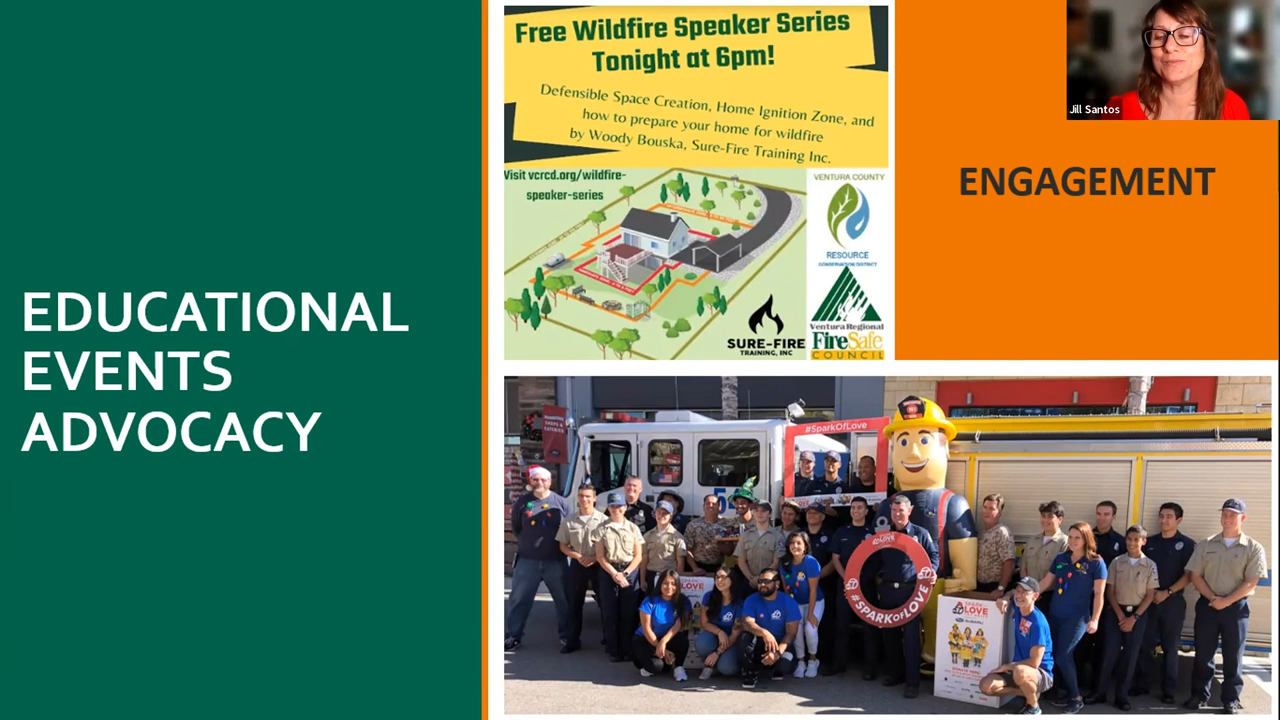 EDUCATIONAL
EVENTS
ADVOCACY
Free Wildfire Speaker Series
Tonight at 6pm!
Defensible Space Creation, Home Ignition Zone, and
how to prepare your home for wildfire
by Woody Bouska, Sure-Fire Training Inc.
Visit vcrcd.org/wildfire-
speaker-series
SURE-FIRE
TRAINING, INC
VENTURA COUNTY
RESOURCE
CONSERVATION DISTRICT
Ventura Regional
FireSafe
COUNCIL
ENGAGEMENT
Jill Santos
#SparkOfLove
#SPARKOFLOVE
LOVE
LOVE